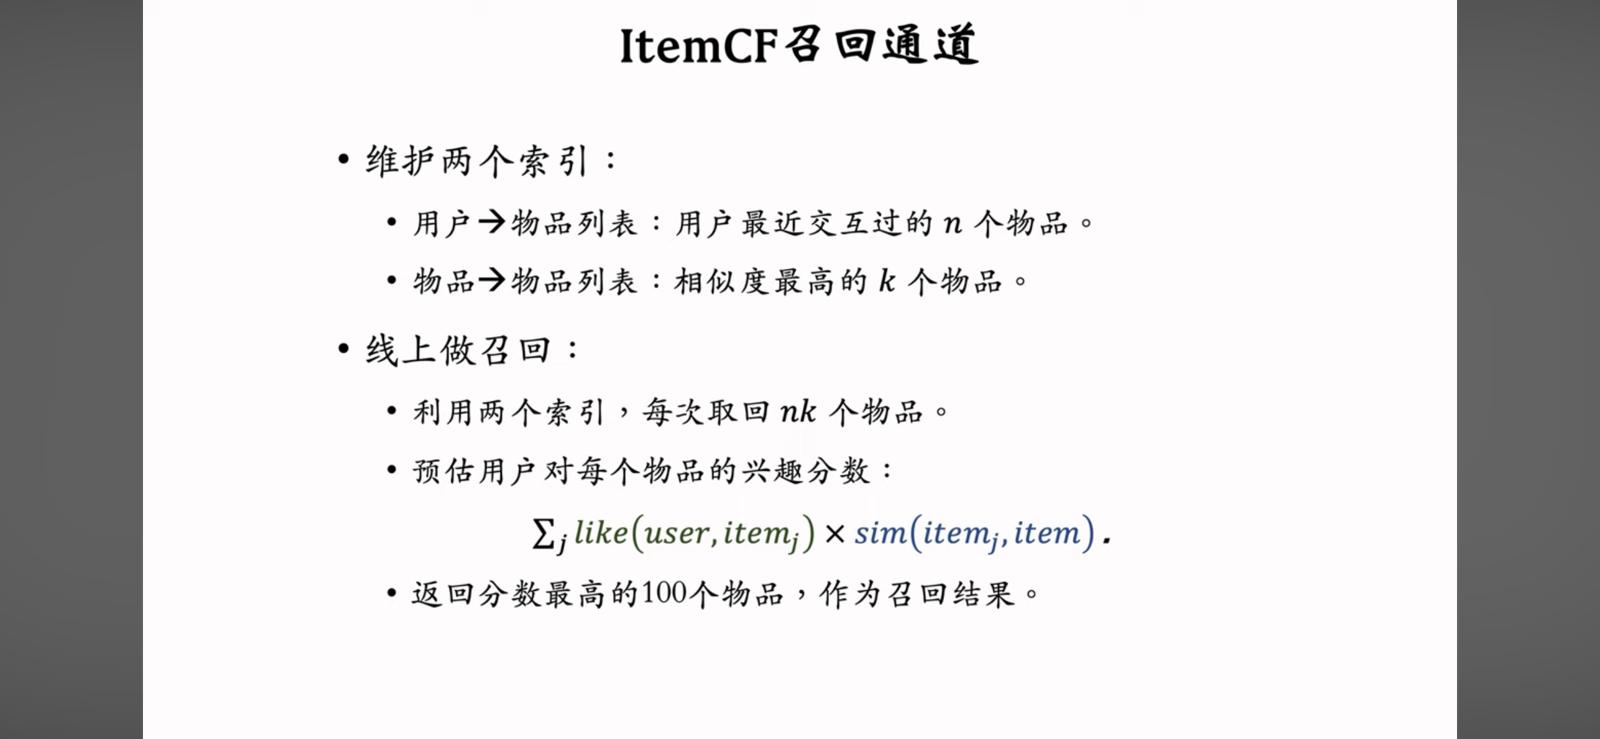 ItemCF召回通道
• 维护两个索引：
• 用户→物品列表：用户最近交互过的 n 个物品。
• 物品→物品列表：相似度最高的 k 个物品。
• 线上做召回：
• 利用两个索引，每次取回 nk 个物品。
• 预估用户对每个物品的兴趣分数：
∑ⱼ like(user, itemⱼ) × sim(itemⱼ, item) .
• 返回分数最高的100个物品，作为召回结果。